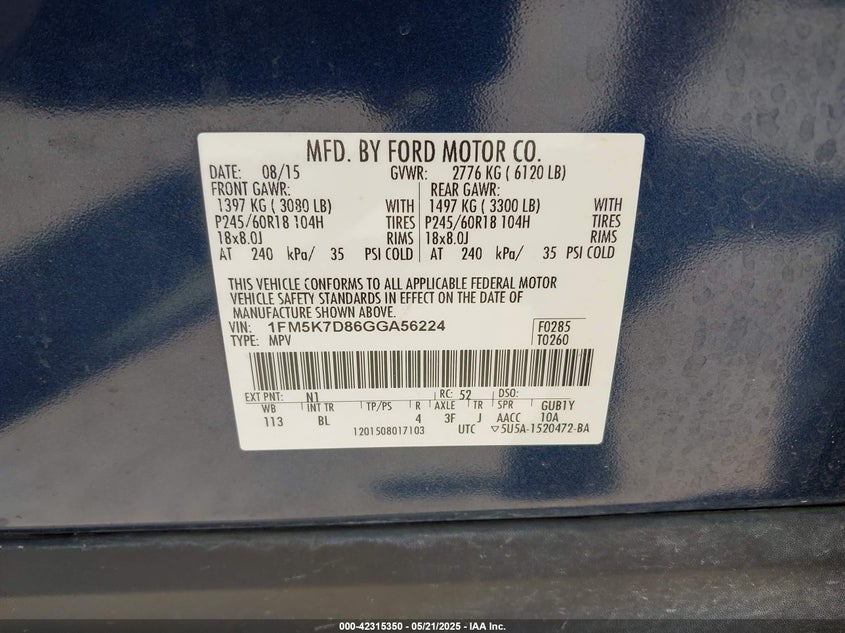 MFD. BY FORD MOTOR CO.
DATE: 08/15 GVWR: 2776 KG ( 6120 LB)
FRONT GAWR: REAR GAWR:
1397 KG ( 3080 LB) WITH 1497 KG ( 3300 LB) WITH
P245/60R18 104H TIRES P245/60R18 104H TIRES
18x8.0J RIMS 18x8.0J RIMS
AT 240 kPa/ 35 PSI COLD AT 240 kPa/ 35 PSI COLD
THIS VEHICLE CONFORMS TO ALL APPLICABLE FEDERAL MOTOR
VEHICLE SAFETY STANDARDS IN EFFECT ON THE DATE OF
MANUFACTURE SHOWN ABOVE.
VIN: 1FM5K7D86GGA56224 F0285
TYPE: MPV T0260
EXT PNT: N1 RC: 52 DSO:
WB INT TR TP/PS R AXLE TR SPR GUB1Y
113 BL 4 3F J AACC 10A
1201508017103 UTC ▽5U5A-1520472-BA
000-42315350 | 05/21/2025 | IAA Inc.